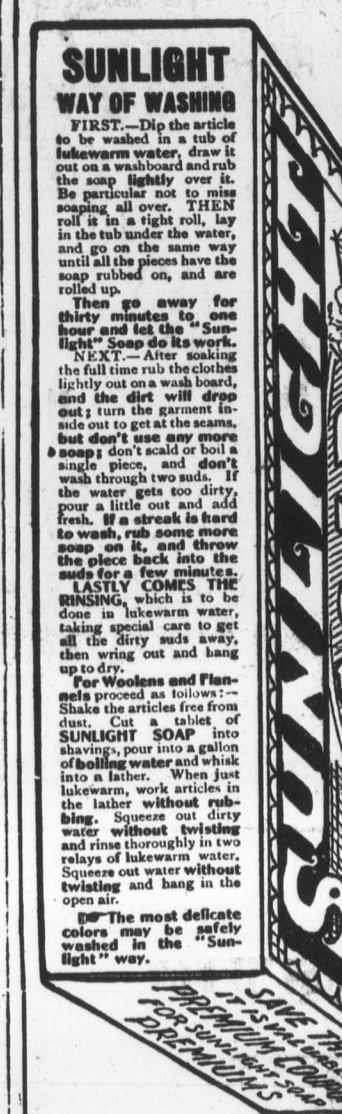 SUNLIGHT
WAY OF WASHING
FIRST.—Dip the article
to be washed in a tub of
lukewarm water, draw it
out on a washboard and rub
the soap lightly over it.
Be particular not to miss
soaping all over. THEN
roll it in a tight roll, lay
in the tub under the water,
and go on the same way
until all the pieces have the
soap rubbed on, and are
rolled up.
Then go away for
thirty minutes to one
hour and let the "Sun-
light" Soap do its work.
NEXT.—After soaking
the full time rub the clothes
lightly out on a wash board,
and the dirt will drop
out; turn the garment in-
side out to get at the seams,
but don't use any more
soap; don't scald or boil a
single piece, and don't
wash through two suds. If
the water gets too dirty,
pour a little out and add
fresh. If a streak is hard
to wash, rub some more
soap on it, and throw
the piece back into the
suds for a few minutes.
LASTLY COMES THE
RINSING, which is to be
done in lukewarm water,
taking special care to get
all the dirty suds away,
then wring out and hang
up to dry.
For Woolens and Flan-
nels proceed as follows:—
Shake the articles free from
dust. Cut a tablet of
SUNLIGHT SOAP into
shavings, pour into a gallon
of boiling water and whisk
into a lather. When just
lukewarm, work articles in
the lather without rub-
bing. Squeeze out dirty
water without twisting
and rinse thoroughly in two
relays of lukewarm water.
Squeeze out water without
twisting and hang in the
open air.
☞ The most delicate
colors may be safely
washed in the "Sun-
light" way.
SUNLIGHT
S.
SAVE
IT IS VALUABLE
PREMIUM
FOR SUNLIGHT SOAP
PREMIUMS